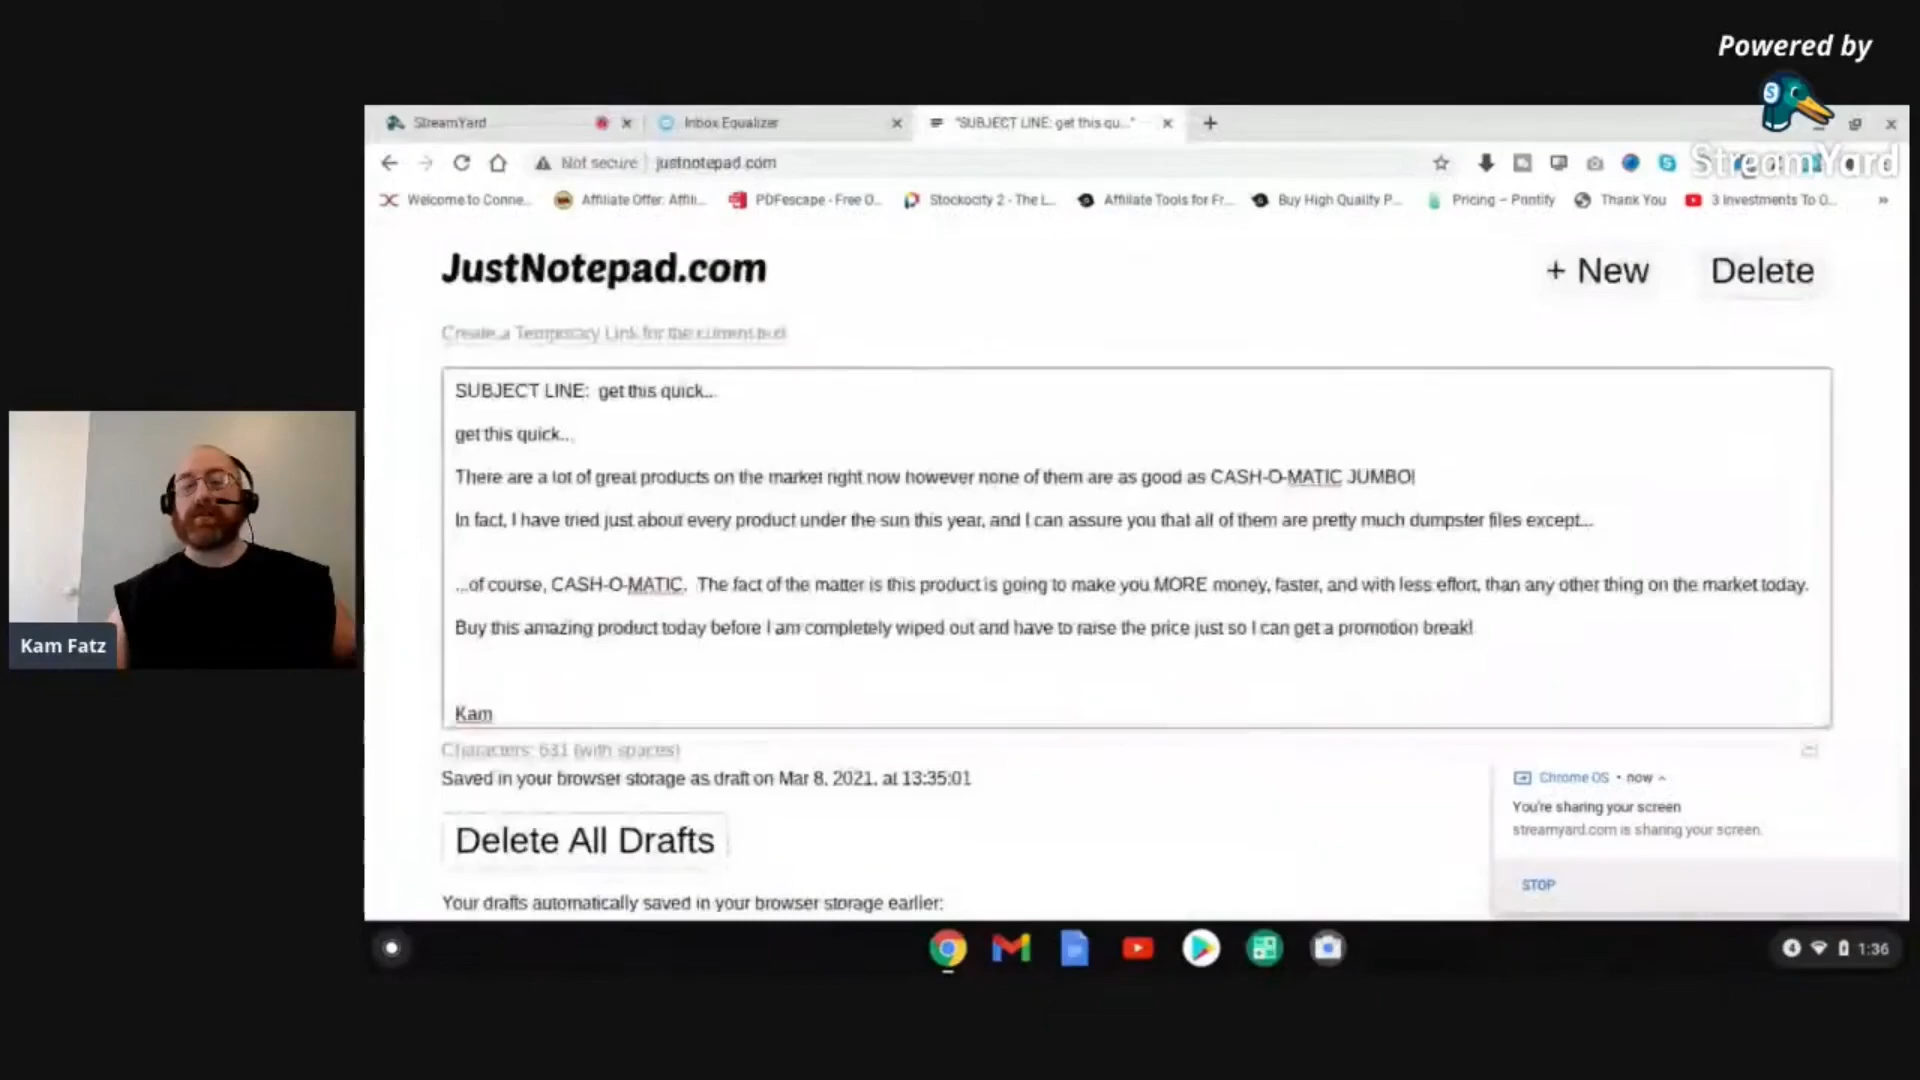 Powered by
StreamYard
StreamYard
Inbox Equalizer
"SUBJECT LINE: get this qu..."
Not secure
justnotepad.com
Welcome to Conne...
Affiliate Offer: Affili...
PDFescape - Free O...
Stockocity 2 - The L...
Affiliate Tools for Fr...
Buy High Quality P...
Pricing – Pontify
Thank You
3 Investments To O...
»
JustNotepad.com
+ New
Delete
Create a Temporary Link for the current text
SUBJECT LINE: get this quick...
get this quick...
There are a lot of great products on the market right now however none of them are as good as CASH-O-MATIC JUMBO!
In fact, I have tried just about every product under the sun this year, and I can assure you that all of them are pretty much dumpster files except...
...of course, CASH-O-MATIC. The fact of the matter is this product is going to make you MORE money, faster, and with less effort, than any other thing on the market today.
Buy this amazing product today before I am completely wiped out and have to raise the price just so I can get a promotion break!
Kam
Characters: 631 (with spaces)
Saved in your browser storage as draft on Mar 8, 2021, at 13:35:01
Delete All Drafts
Your drafts automatically saved in your browser storage earlier:
Chrome OS • now
You're sharing your screen
streamyard.com is sharing your screen.
STOP
Kam Fatz
4
1:36